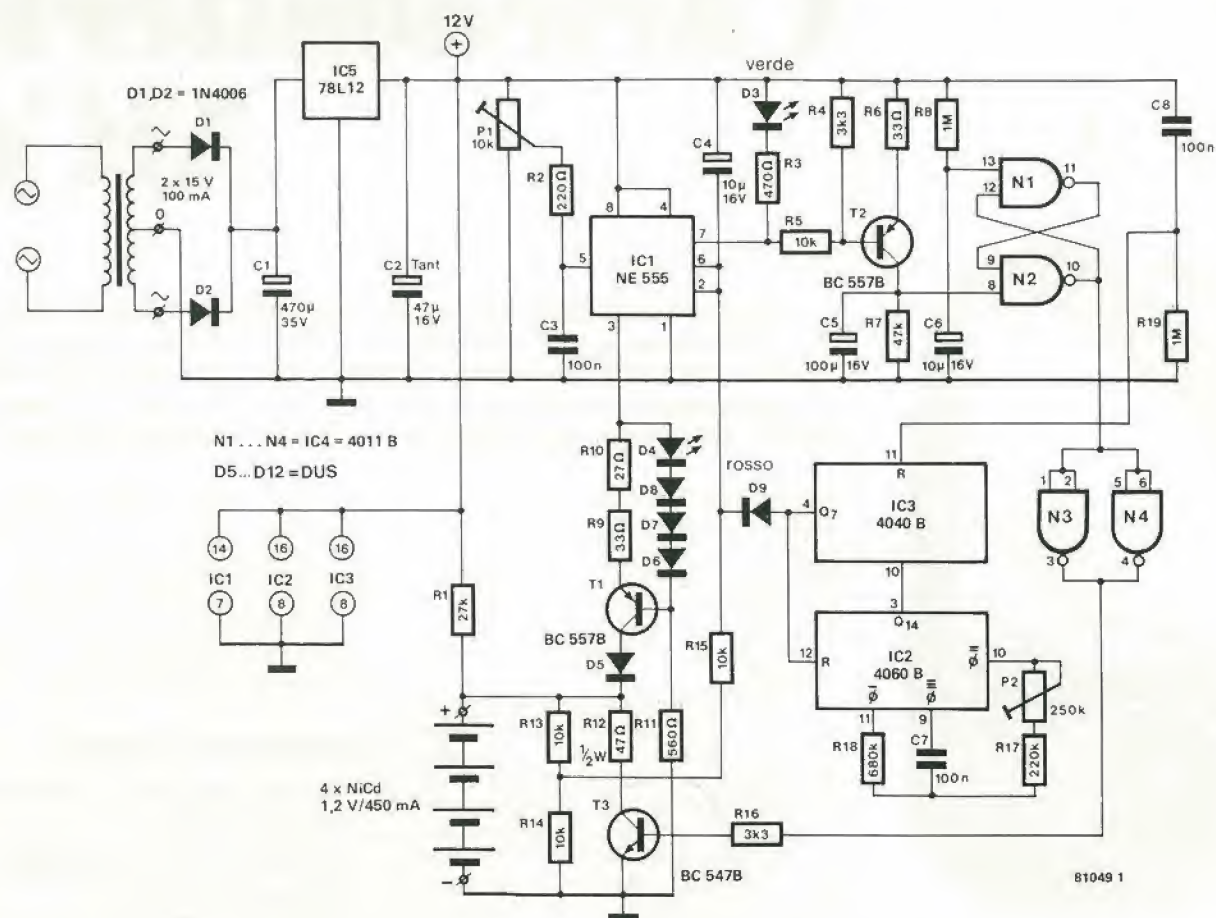 12V
+
IC5
78L12
D1,D2 = 1N4006
D1
2 x 15 V
100 mA
0
D2
C1
470µ
35V
C2 Tant
47µ
16V
P1
10k
R2
220Ω
C3
100n
8
4
5
IC1
NE 555
7
6
2
3
1
C4
10µ
16V
verde
D3
R3
470Ω
R4
3k3
R5
10k
R6
33Ω
T2
BC 557B
C5
100µ
16V
R7
47k
R8
1M
C6
10µ
16V
13
12
N1
11
9
8
N2
10
C8
100n
R19
1M
N1 . . . N4 = IC4 = 4011 B
D5...D12 = DUS
14
16
16
IC1
IC2
IC3
7
8
8
R1
27k
R10
27Ω
R9
33Ω
D4
D8
D7
D6
T1
BC 557B
D5
rosso
D9
R15
10k
4
Q7
11
R
IC3
4040 B
10
3
Q14
12
R
IC2
4060 B
Φ-I
Φ-III
Φ-II
10
11
9
P2
250k
R18
680k
C7
100n
R17
220k
1
2
N3
3
5
6
N4
4
+
4 x NiCd
1,2 V/450 mA
–
R13
10k
R12
47Ω
½W
R11
560Ω
R14
10k
T3
BC 547B
R16
3k3
81049 1